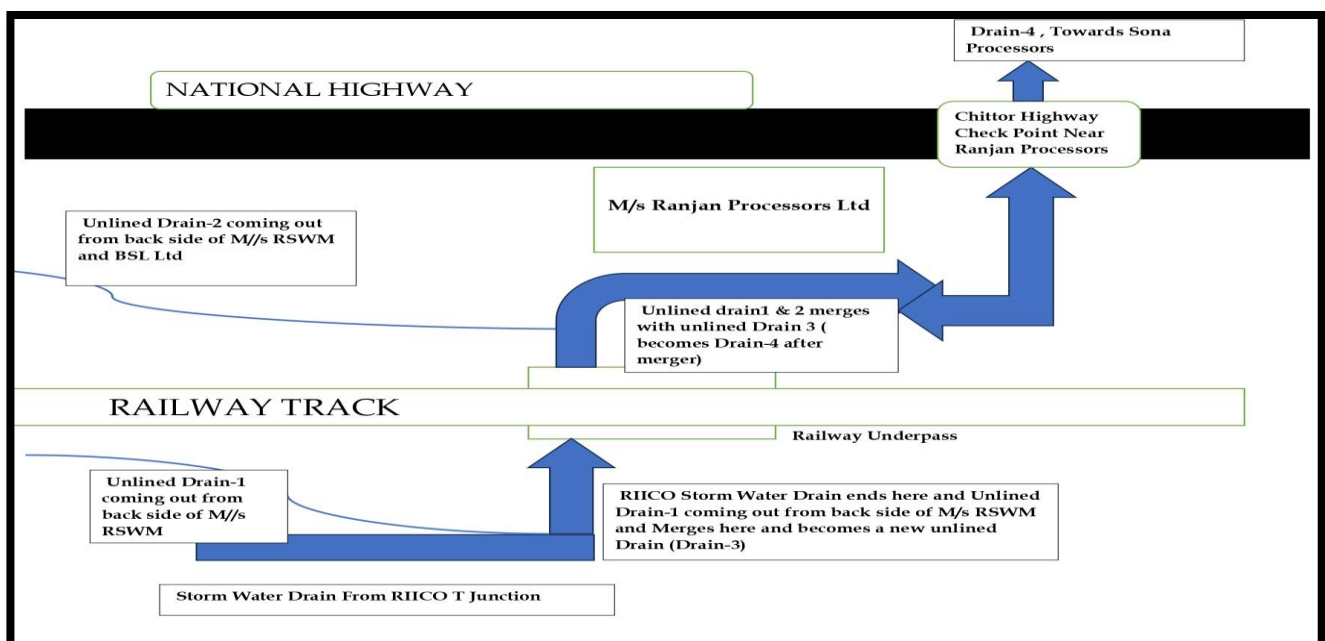 Drain-4 , Towards Sona
Processors
NATIONAL HIGHWAY
Chittor Highway
Check Point Near
Ranjan Processors
M/s Ranjan Processors Ltd
Unlined Drain-2 coming out
from back side of M//s RSWM
and BSL Ltd
Unlined drain1 & 2 merges
with unlined Drain 3 (
becomes Drain-4 after
merger)
RAILWAY TRACK
Railway Underpass
Unlined Drain-1
coming out from
back side of M//s
RSWM
RIICO Storm Water Drain ends here and Unlined
Drain-1 coming out from back side of M/s RSWM
and Merges here and becomes a new unlined
Drain (Drain-3)
Storm Water Drain From RIICO T Junction